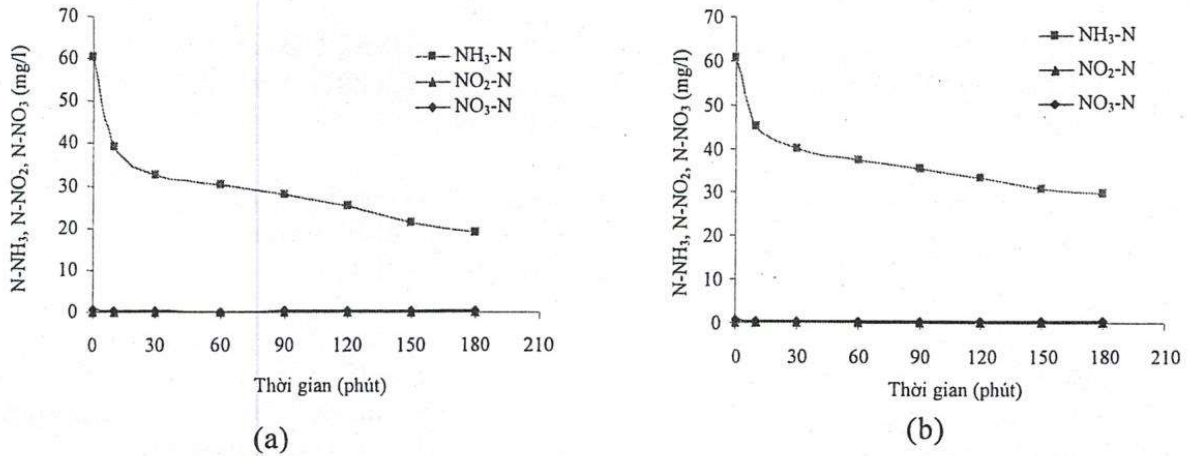 N-NH₃, N-NO₂, N-NO₃ (mg/l)
70
60
50
40
30
20
10
0
0 30 60 90 120 150 180 210
Thời gian (phút)
NH₃-N
NO₂-N
NO₃-N
(a)
N-NH₃, N-NO₂, N-NO₃ (mg/l)
70
60
50
40
30
20
10
0
0 30 60 90 120 150 180 210
Thời gian (phút)
NH₃-N
NO₂-N
NO₃-N
(b)